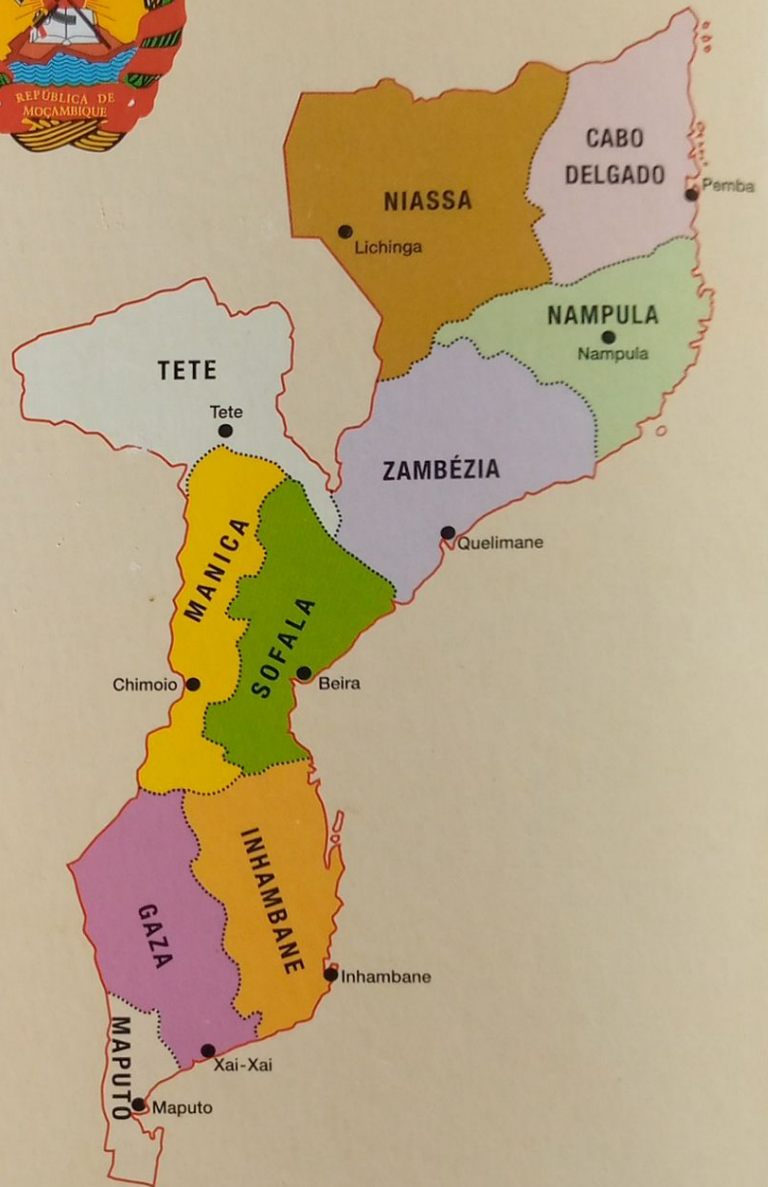 REPÚBLICA DE
MOÇAMBIQUE
CABO
DELGADO
Pemba
NIASSA
Lichinga
NAMPULA
Nampula
TETE
Tete
ZAMBÉZIA
Quelimane
MANICA
SOFALA
Chimoio
Beira
INHAMBANE
GAZA
Inhambane
MAPUTO
Xai-Xai
Maputo